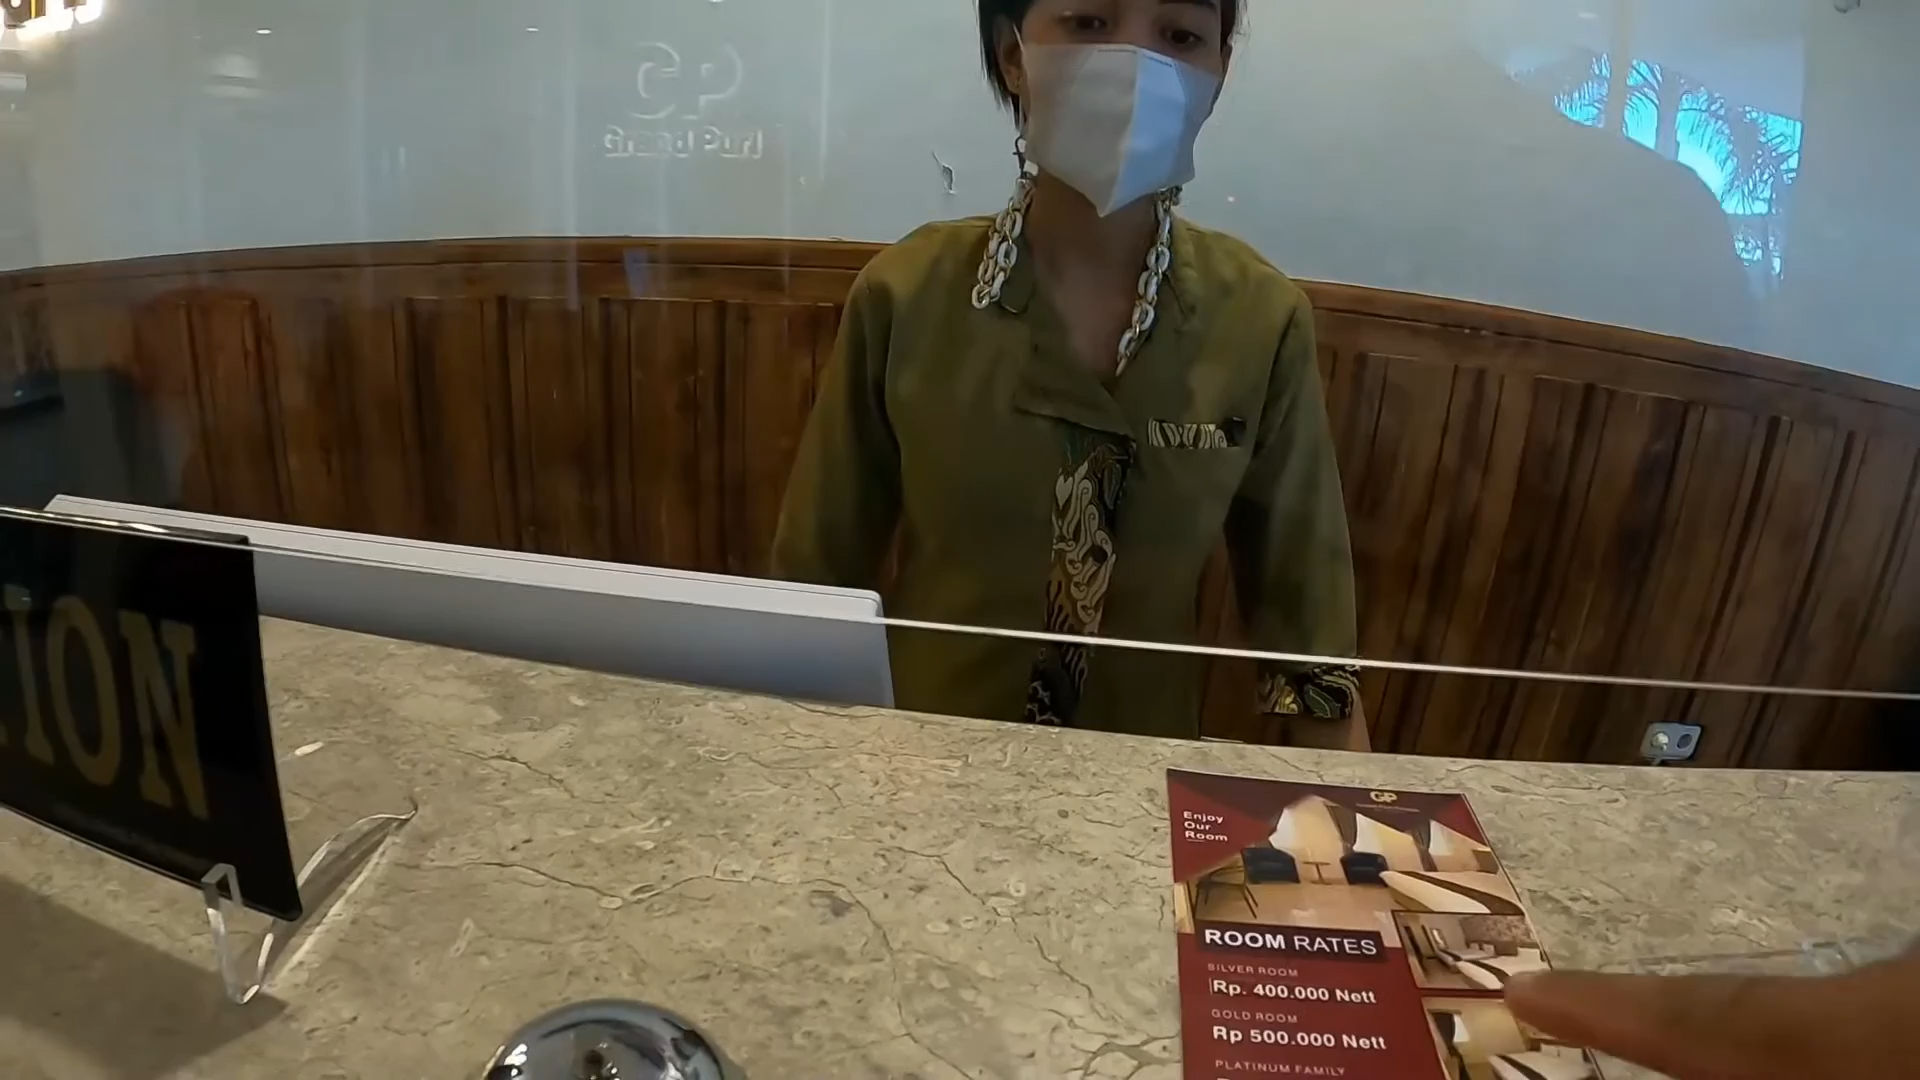 GP
Grand Puri
ION
GP
Enjoy
Our
Room
ROOM RATES
SILVER ROOM
Rp. 400.000 Nett
GOLD ROOM
Rp 500.000 Nett
PLATINUM FAMILY